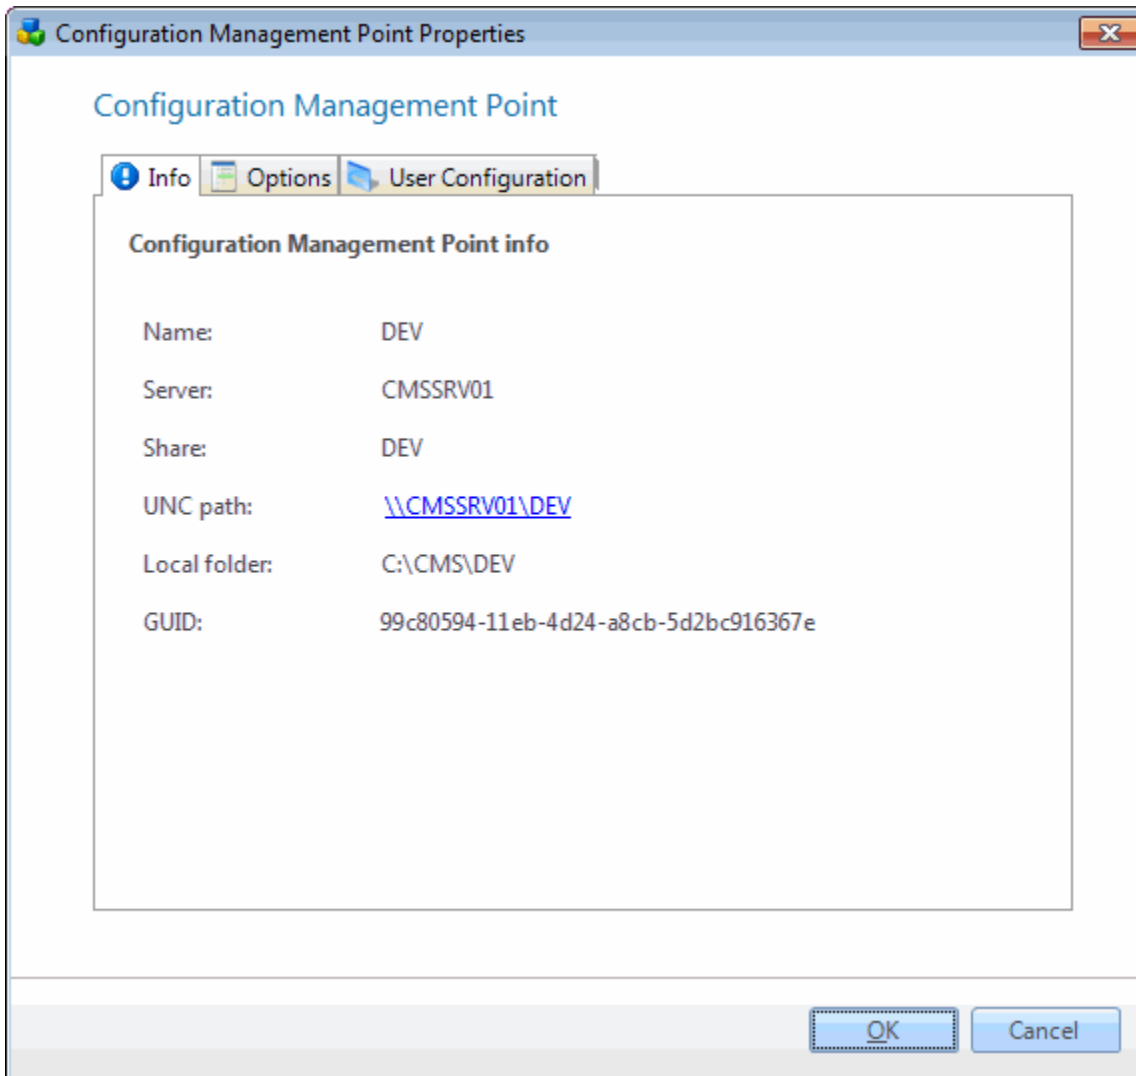 Configuration Management Point Properties
Configuration Management Point
Info Options User Configuration
Configuration Management Point info
Name: DEV
Server: CMSSRV01
Share: DEV
UNC path: \\CMSSRV01\DEV
Local folder: C:\CMS\DEV
GUID: 99c80594-11eb-4d24-a8cb-5d2bc916367e
OK Cancel